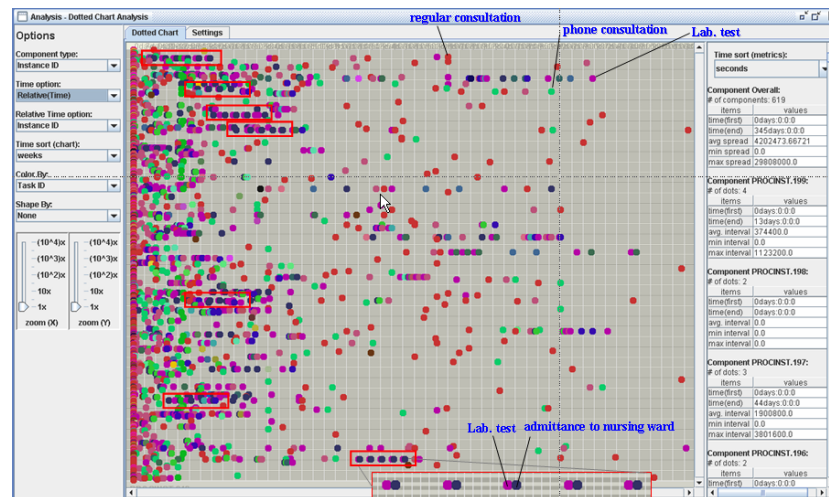 Analysis - Dotted Chart Analysis
Options
Component type:
Instance ID
Time option:
Relative(Time)
Relative Time option:
Instance ID
Time sort (chart):
weeks
Color By:
Task ID
Shape By:
None
(10^4)x
(10^3)x
(10^2)x
10x
1x
zoom (X)
(10^4)x
(10^3)x
(10^2)x
10x
1x
zoom (Y)
Dotted Chart
Settings
regular consultation
phone consultation
Lab. test
Lab. test
admittance to nursing ward
Time sort (metrics):
seconds
Component Overall:
# of components: 619
items values
time(first) 0days:0:0:0
time(end) 345days:0:0:0
avg spread 4202473.66721
min spread 0.0
max spread 29808000.0
Component PROCINST.199:
# of dots: 4
items values
time(first) 0days:0:0:0
time(end) 13days:0:0:0
avg. interval 374400.0
min interval 0.0
max interval 1123200.0
Component PROCINST.198:
# of dots: 2
items values
time(first) 0days:0:0:0
time(end) 0days:0:0:0
avg. interval 0.0
min interval 0.0
max interval 0.0
Component PROCINST.197:
# of dots: 3
items values
time(first) 0days:0:0:0
time(end) 44days:0:0:0
avg. interval 1900800.0
min interval 0.0
max interval 3801600.0
Component PROCINST.196:
# of dots: 2
items values
time(first) 0days:0:0:0